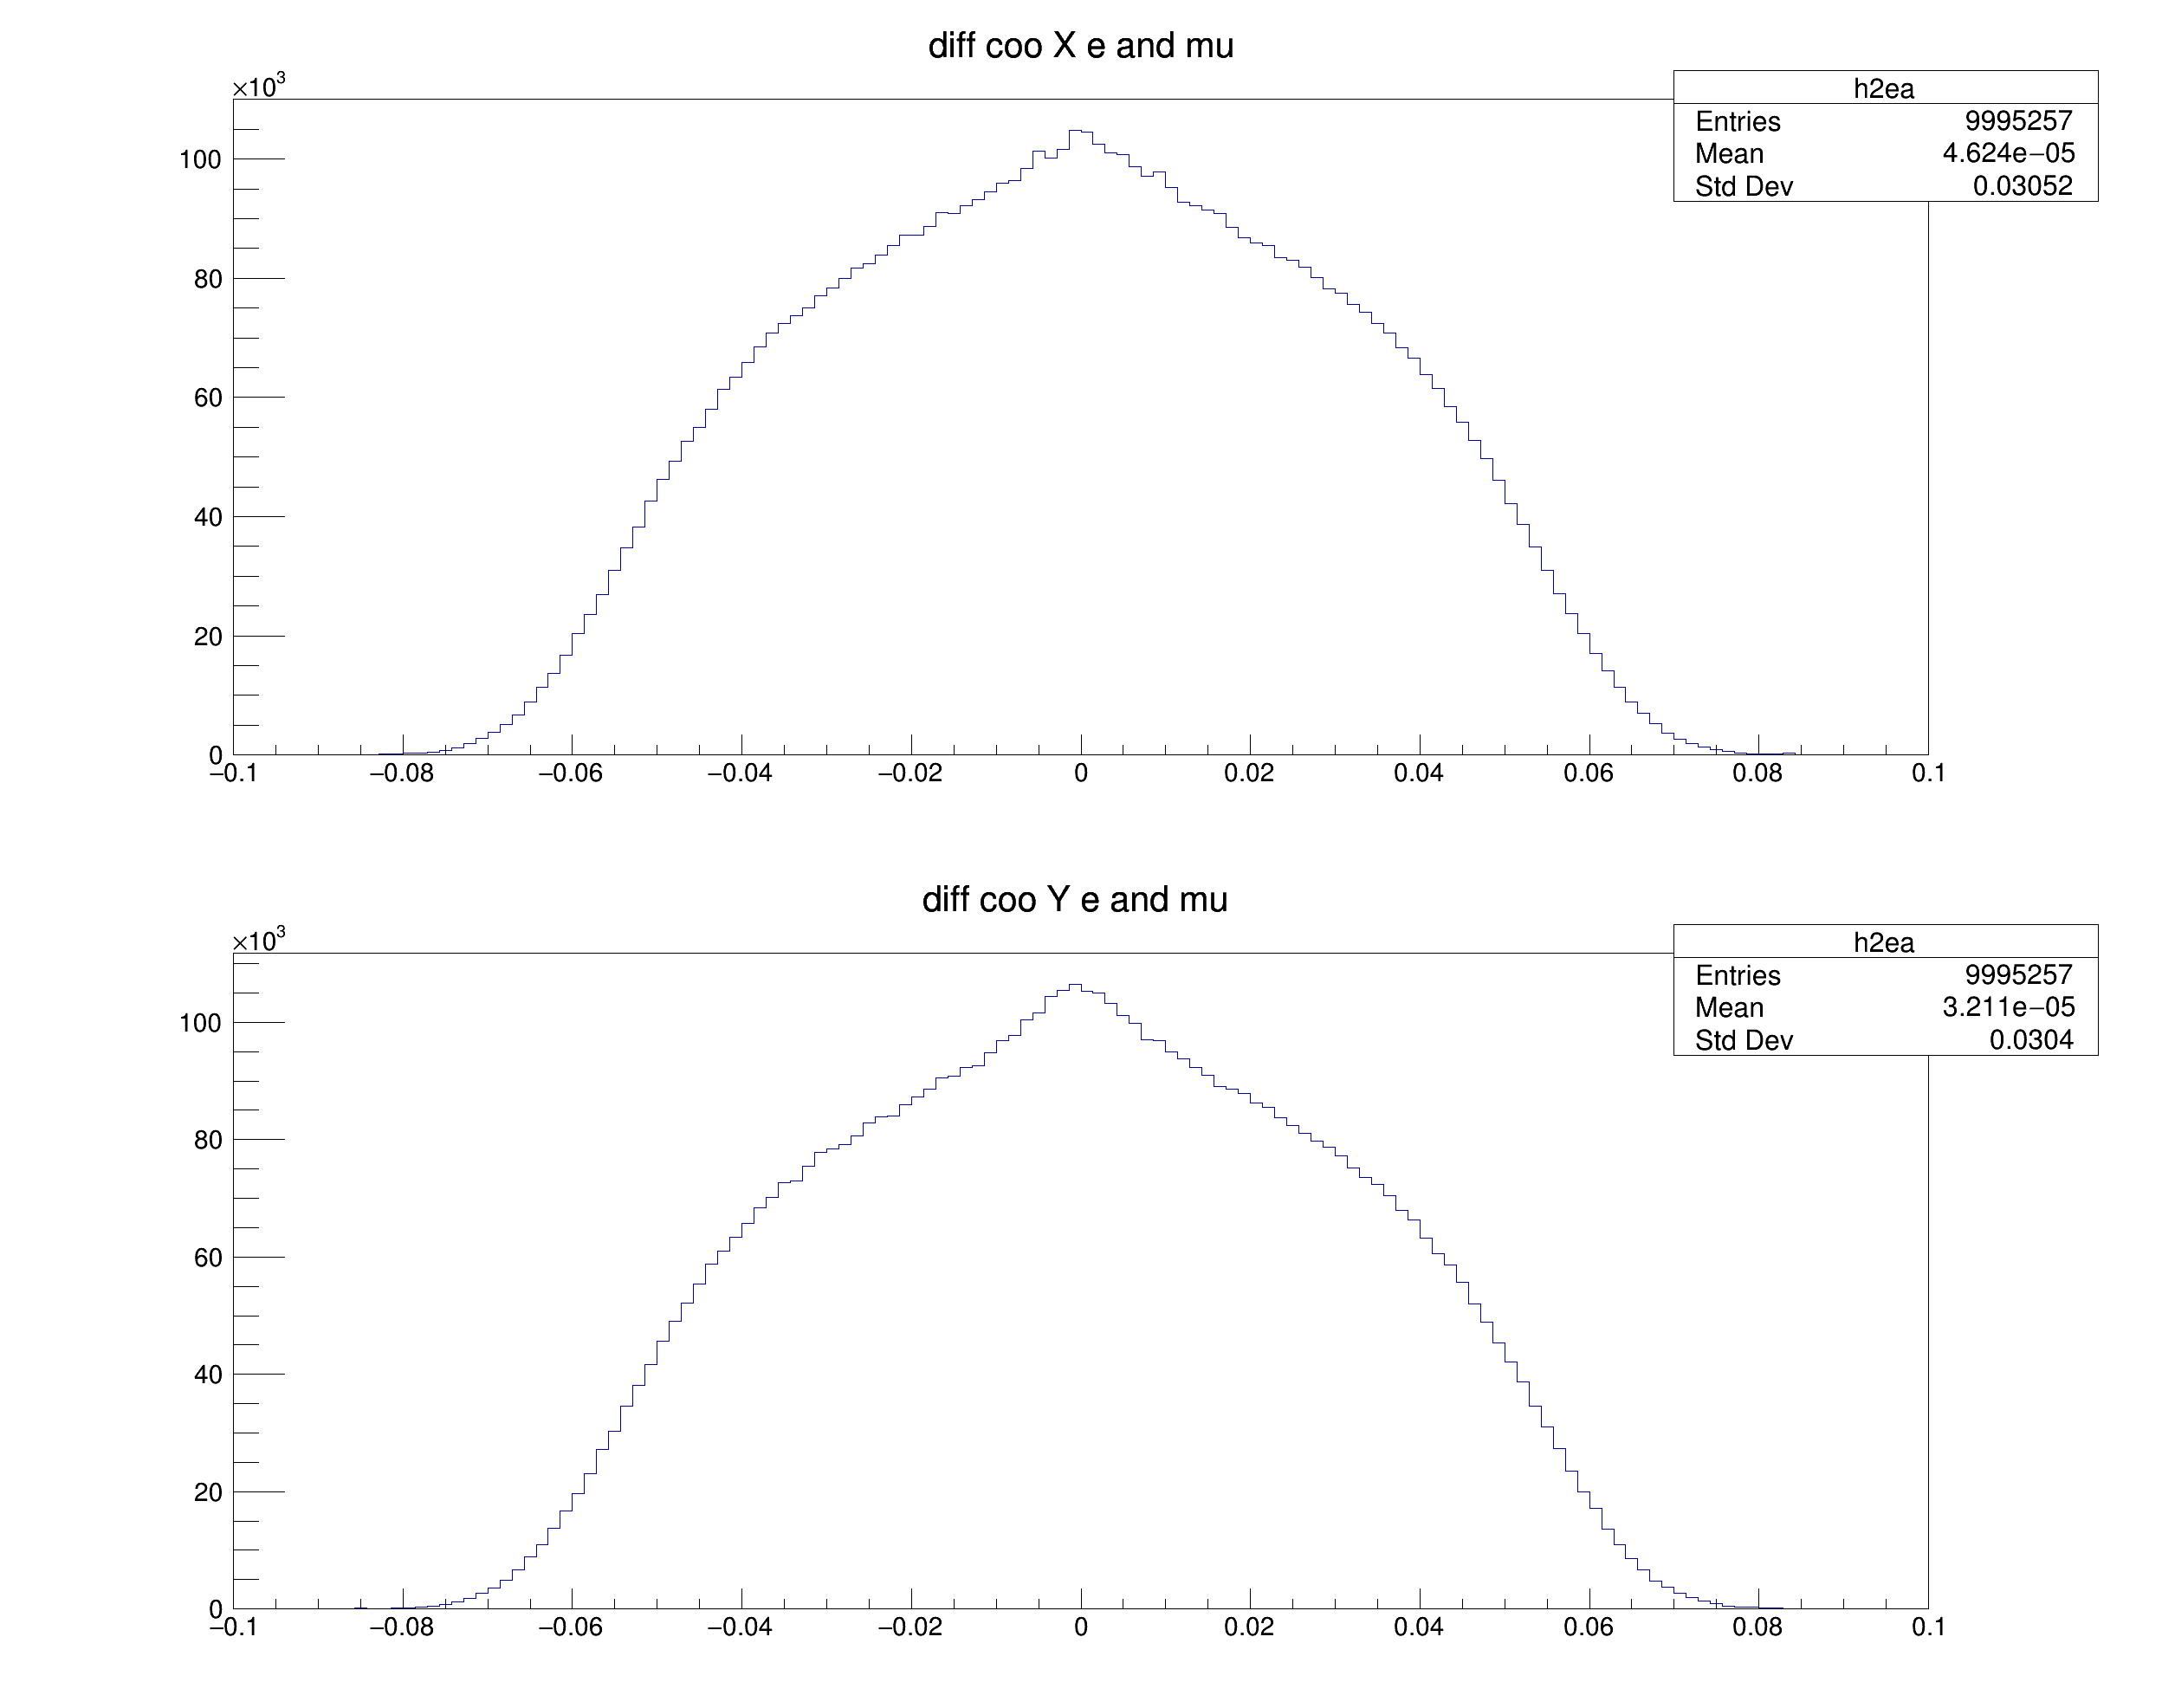 diff coo X e and mu
×10³
h2ea
Entries 9995257
Mean 4.624e−05
Std Dev 0.03052
100
80
60
40
20
0
−0.1 −0.08 −0.06 −0.04 −0.02 0 0.02 0.04 0.06 0.08 0.1
diff coo Y e and mu
×10³
h2ea
Entries 9995257
Mean 3.211e−05
Std Dev 0.0304
100
80
60
40
20
0
−0.1 −0.08 −0.06 −0.04 −0.02 0 0.02 0.04 0.06 0.08 0.1